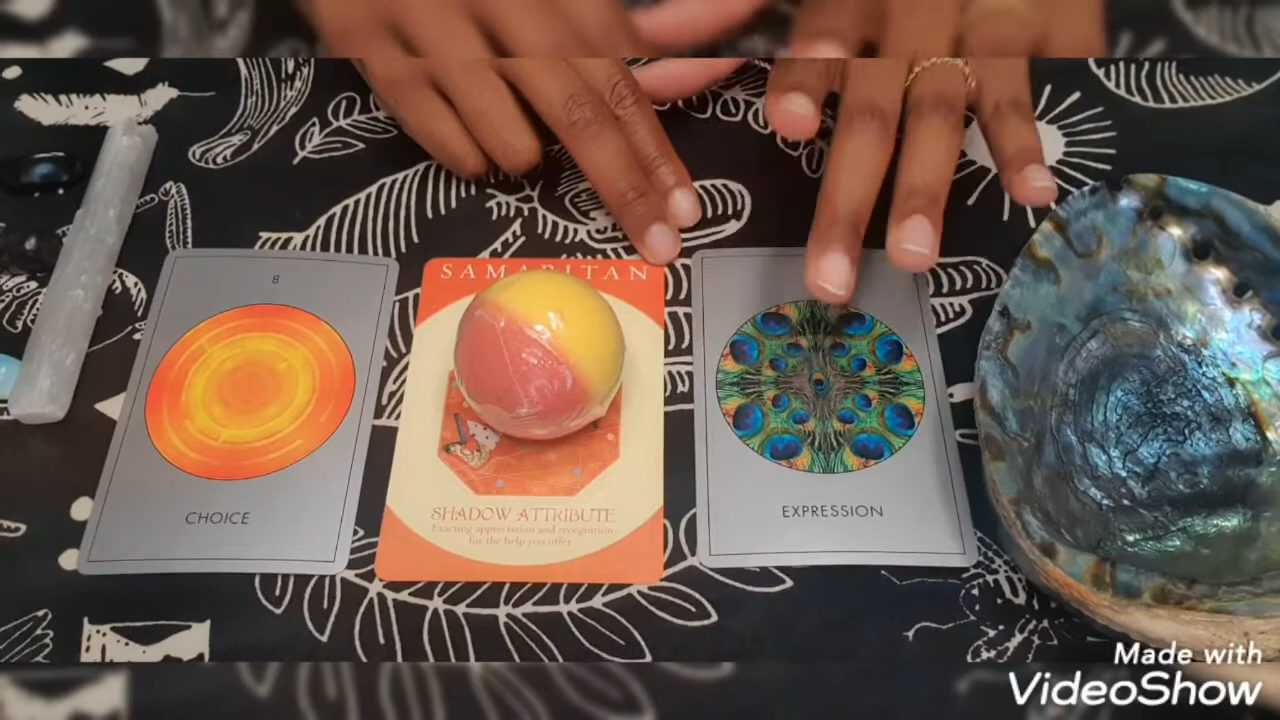 8
CHOICE
SAMARITAN
SHADOW ATTRIBUTE
Exacting appreciation and recognition
for the help you offer
EXPRESSION
Made with
VideoShow